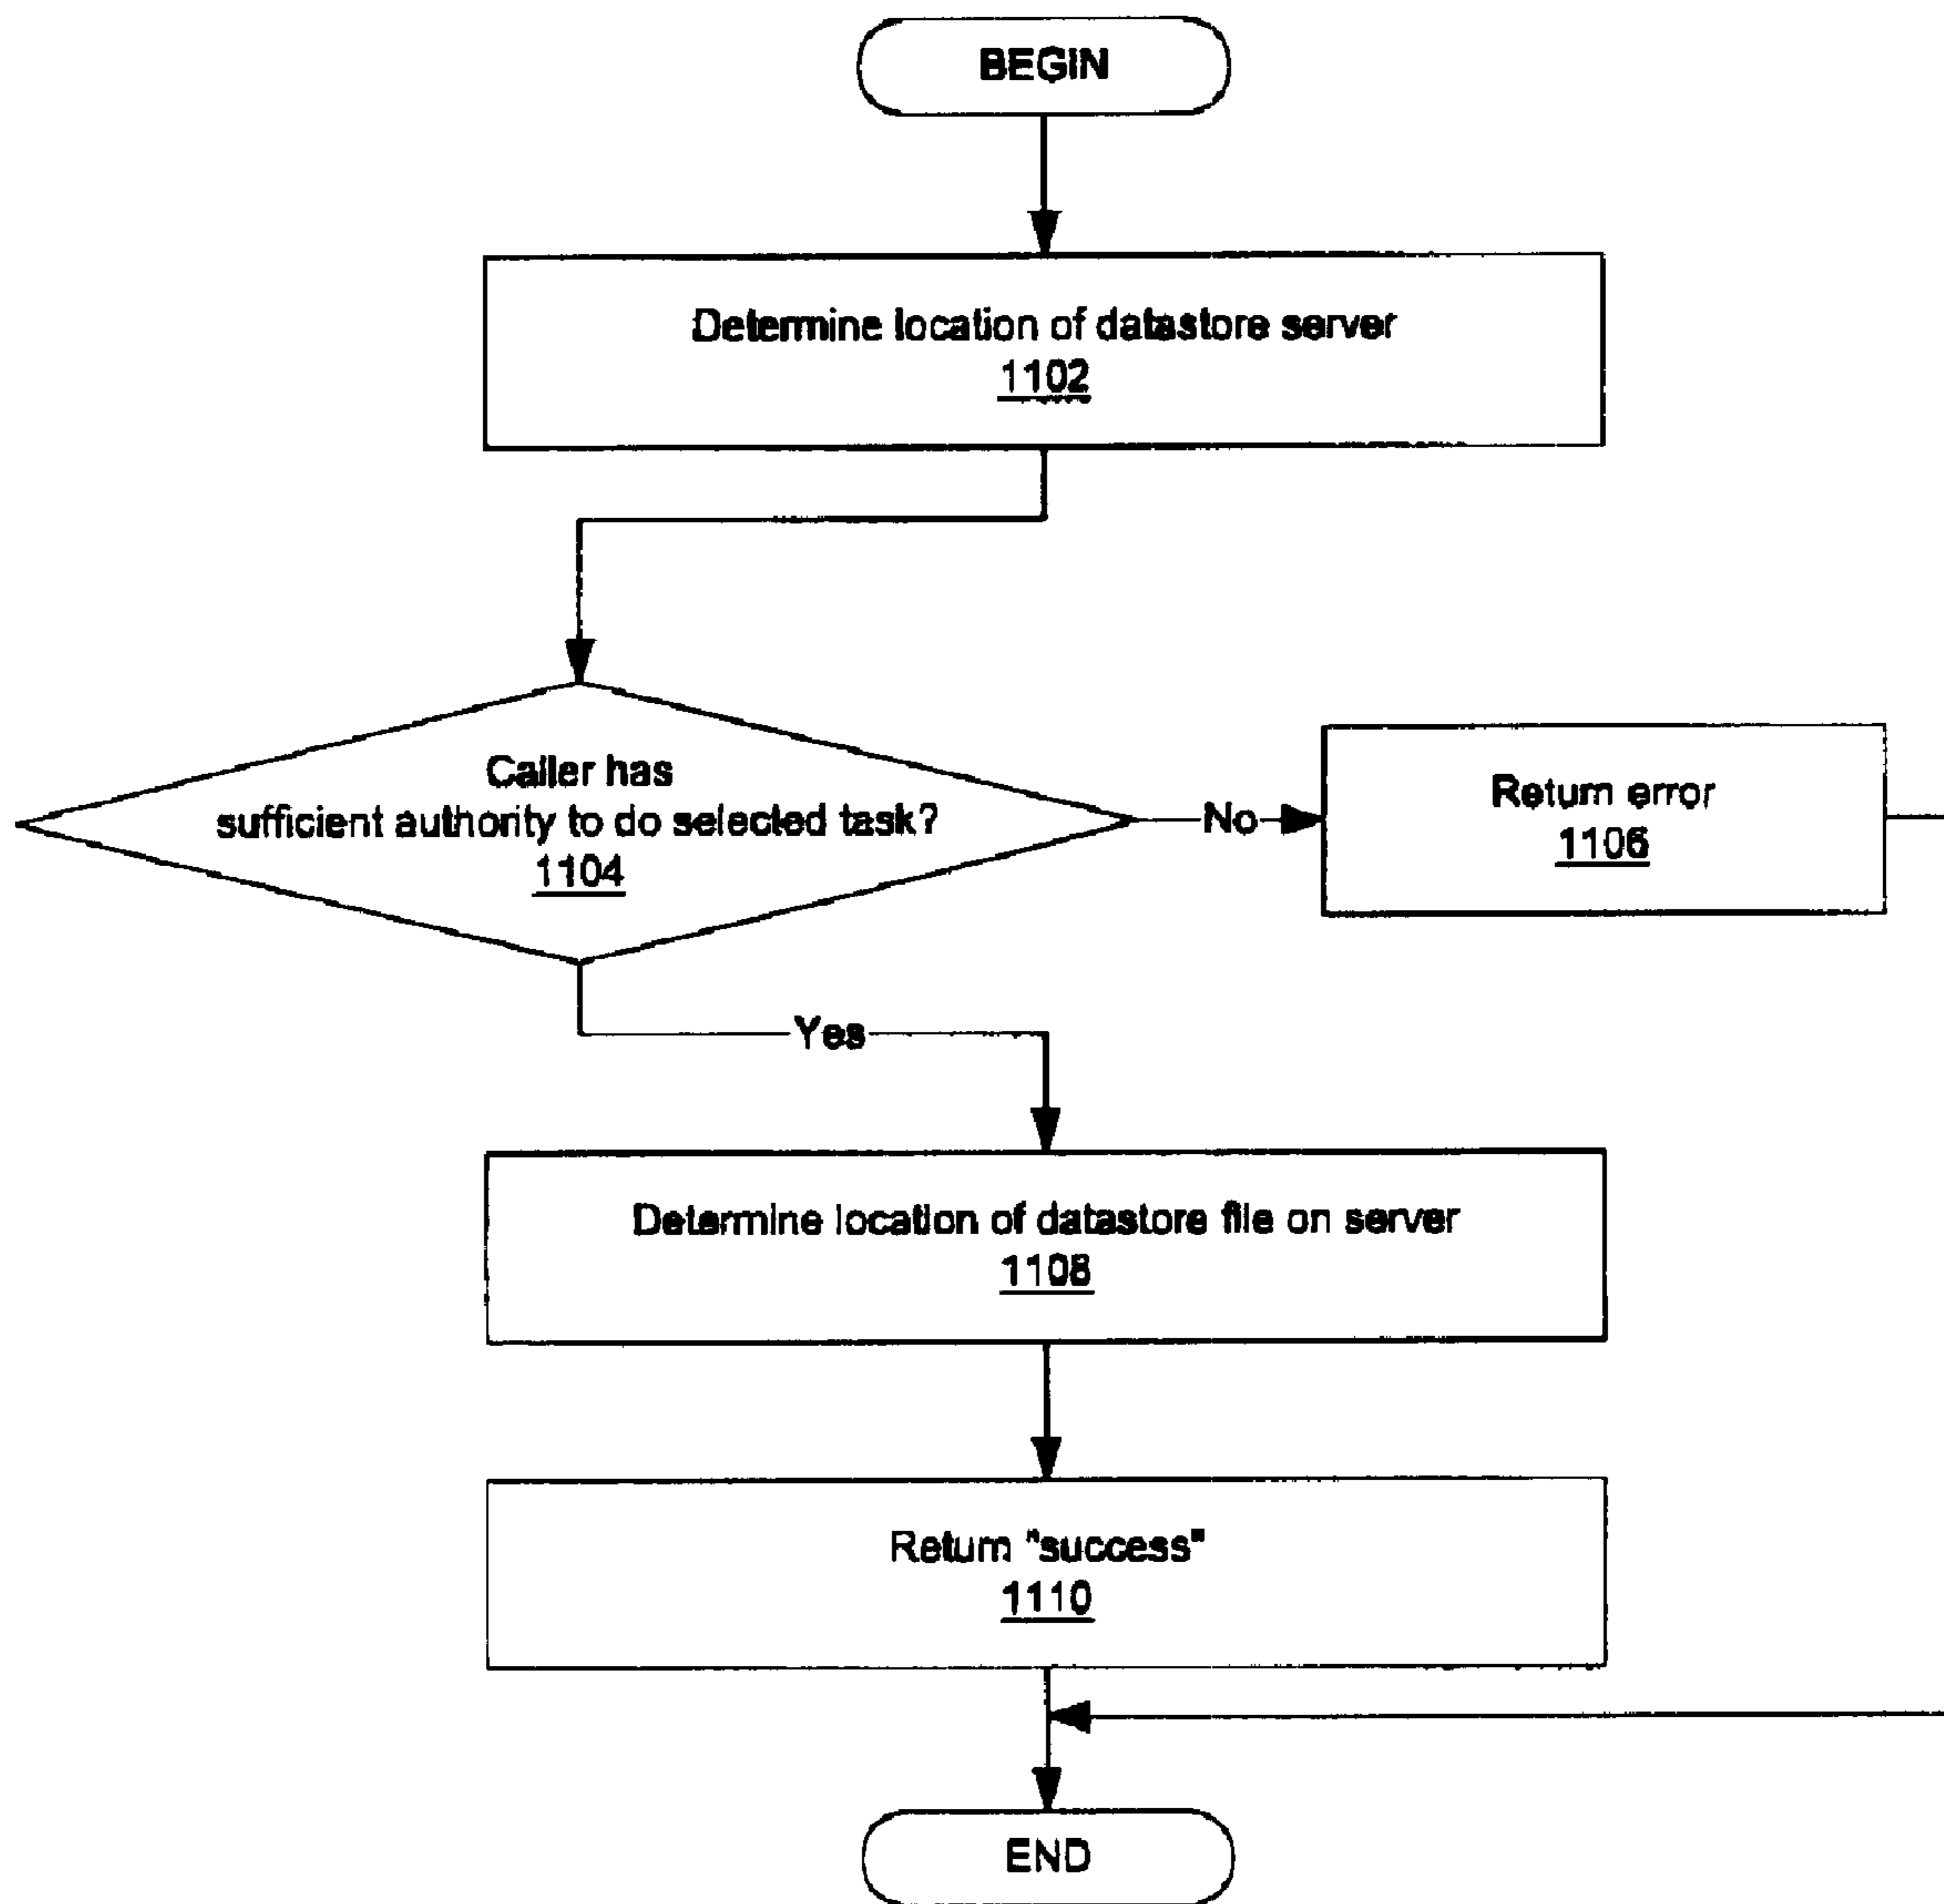 BEGIN
Determine location of datastore server
1102
Caller has
sufficient authority to do selected task?
1104
No
Return error
1106
Yes
Determine location of datastore file on server
1108
Return "success"
1110
END